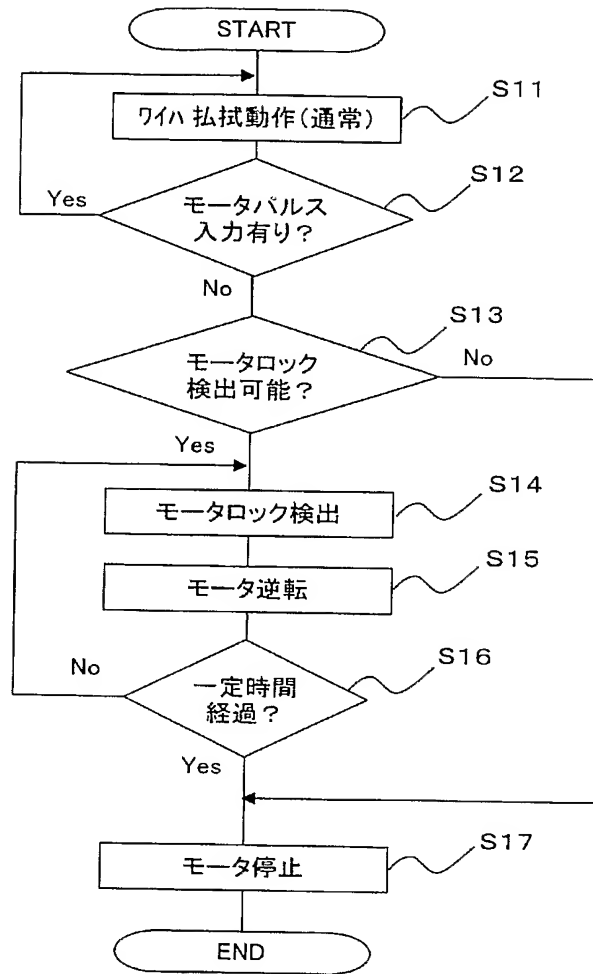 START
S11
ワイハ 払拭動作(通常)
S12
Yes
モータパルス
入力有り?
No
S13
モータロック
検出可能?
No
Yes
S14
モータロック検出
S15
モータ逆転
No
S16
一定時間
経過?
Yes
S17
モータ停止
END